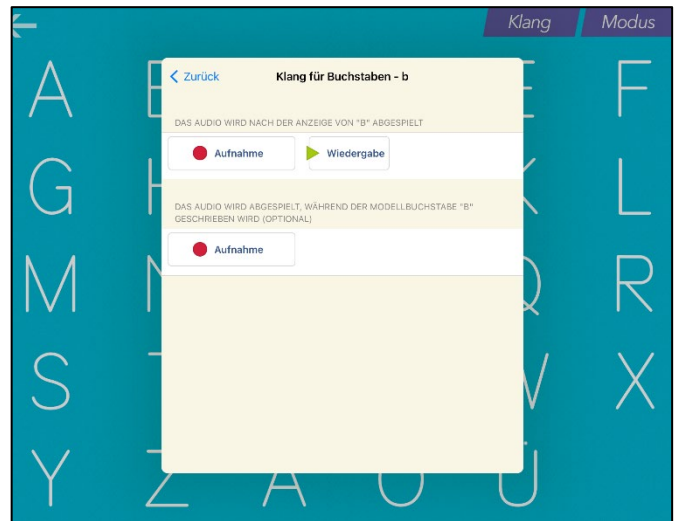 Klang Modus
Zurück Klang für Buchstaben - b
DAS AUDIO WIRD NACH DER ANZEIGE VON "B" ABGESPIELT
Aufnahme Wiedergabe
DAS AUDIO WIRD ABGESPIELT, WÄHREND DER MODELLBUCHSTABE "B"
GESCHRIEBEN WIRD (OPTIONAL)
Aufnahme
A F
G L
M R
S X
Y Z Ä Ö Ü